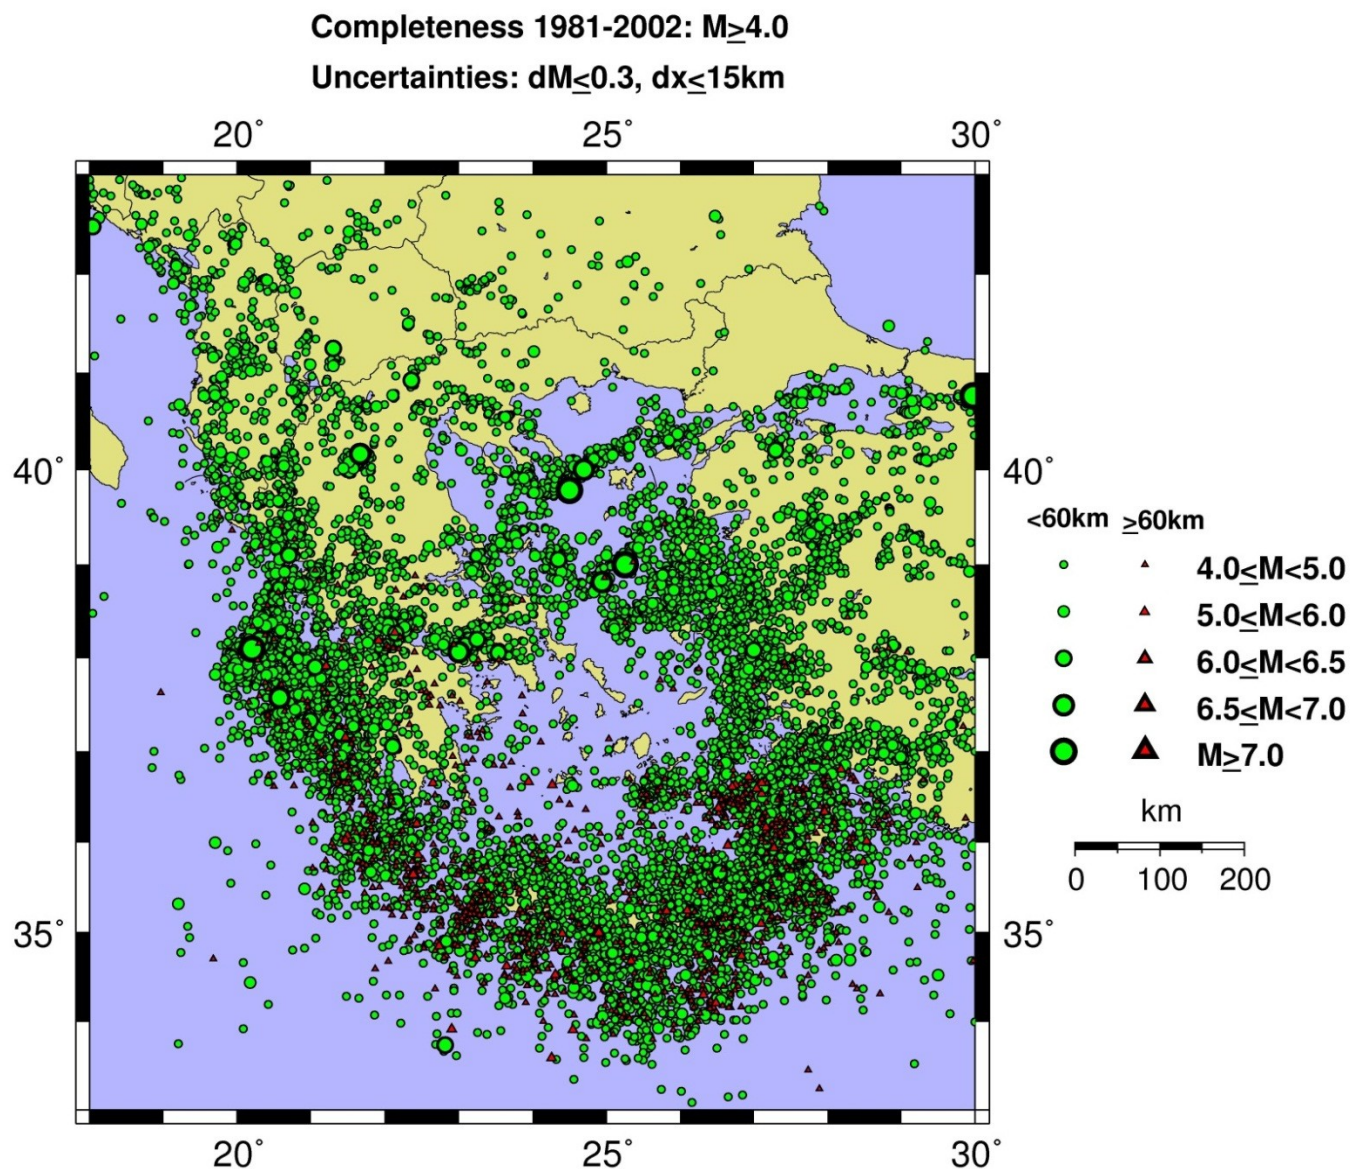 Completeness 1981-2002: M≥4.0
Uncertainties: dM≤0.3, dx≤15km
20° 25° 30°
40° 40°
<60km ≥60km
4.0≤M<5.0
5.0≤M<6.0
6.0≤M<6.5
6.5≤M<7.0
M≥7.0
km
0 100 200
35° 35°
20° 25° 30°